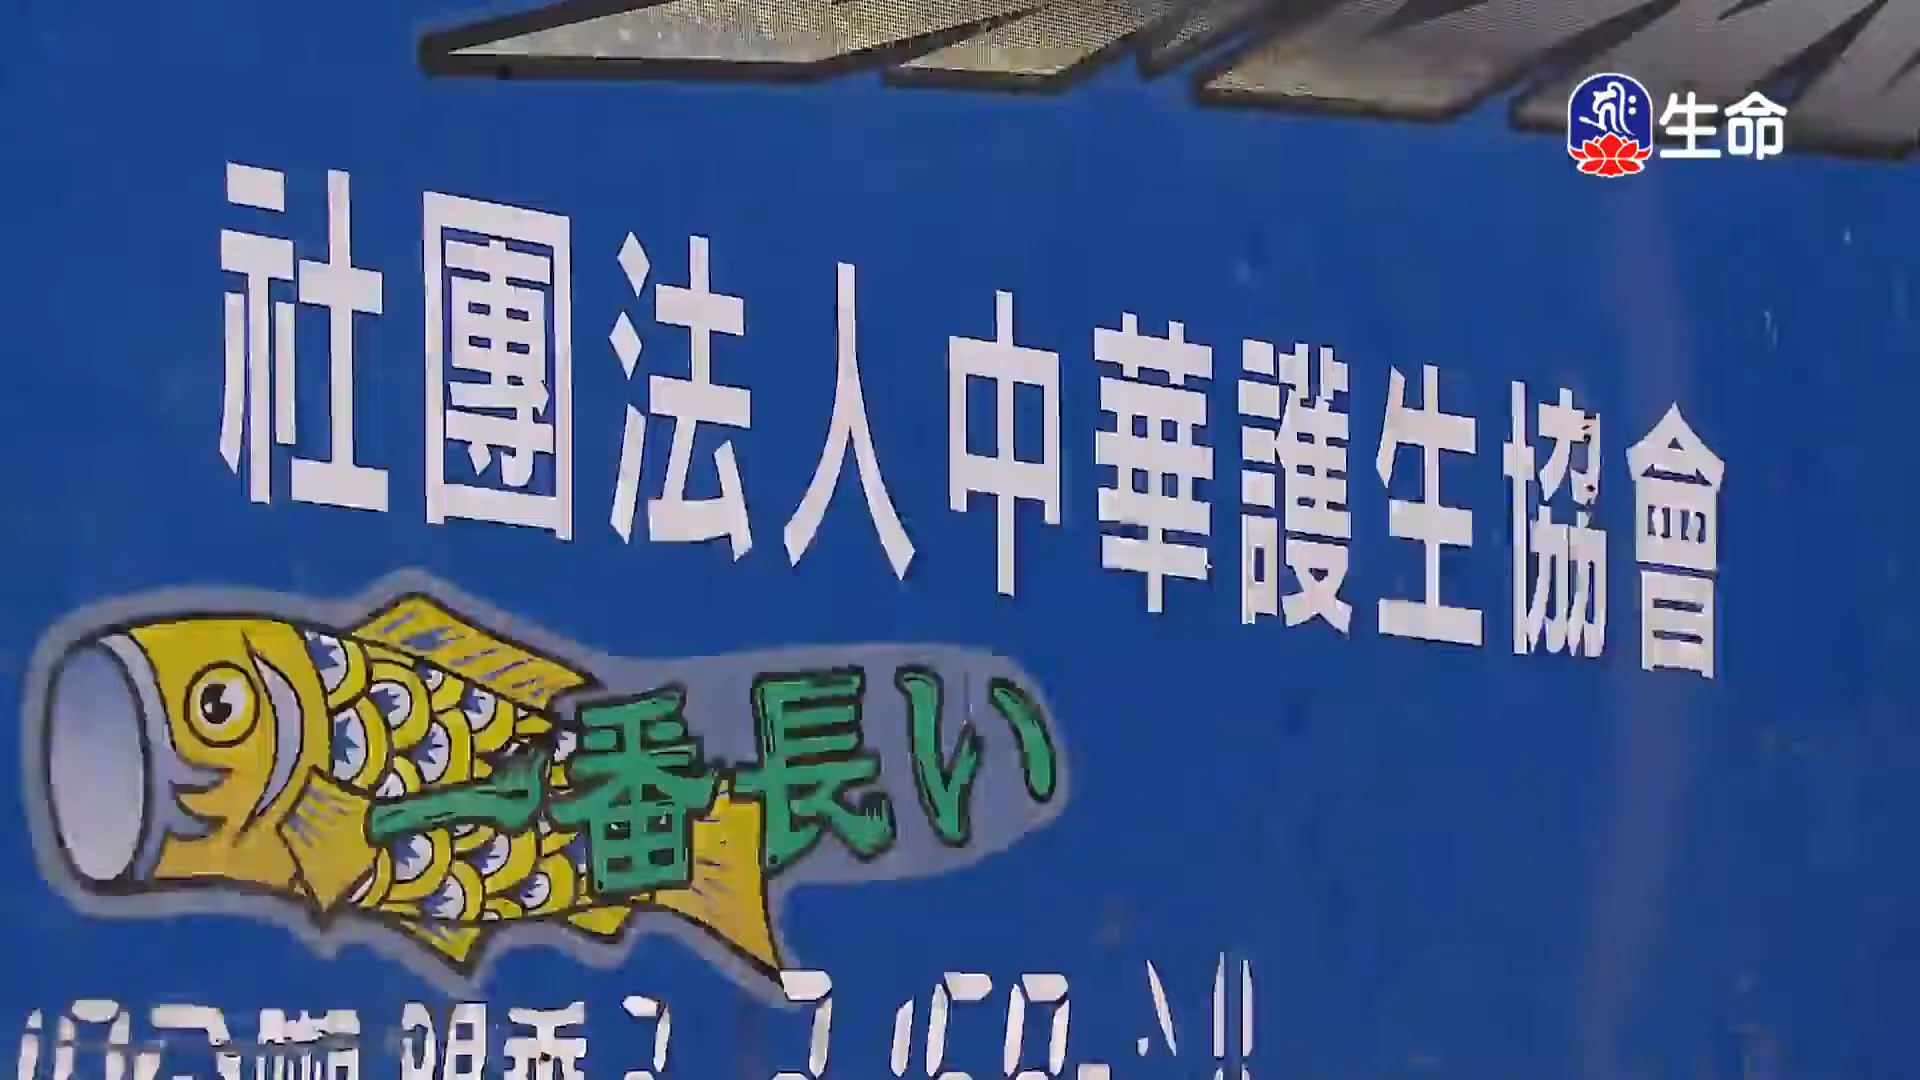 生命
社團法人中華護生協會
一番長い